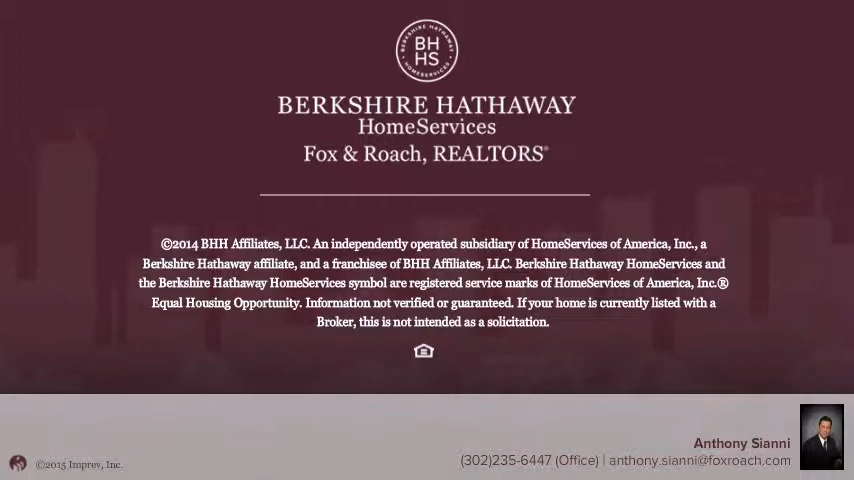 BERKSHIRE HATHAWAY
HOMESERVICES
BH
HS
BERKSHIRE HATHAWAY
HomeServices
Fox & Roach, REALTORS®
©2014 BHH Affiliates, LLC. An independently operated subsidiary of HomeServices of America, Inc., a
Berkshire Hathaway affiliate, and a franchisee of BHH Affiliates, LLC. Berkshire Hathaway HomeServices and
the Berkshire Hathaway HomeServices symbol are registered service marks of HomeServices of America, Inc.®
Equal Housing Opportunity. Information not verified or guaranteed. If your home is currently listed with a
Broker, this is not intended as a solicitation.
Anthony Sianni
(302)235-6447 (Office) | anthony.sianni@foxroach.com
©2015 Imprev, Inc.